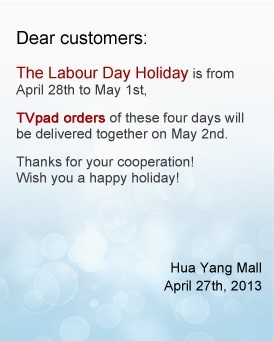 Dear customers:
The Labour Day Holiday is from
April 28th to May 1st,
TVpad orders of these four days will
be delivered together on May 2nd.
Thanks for your cooperation!
Wish you a happy holiday!
Hua Yang Mall
April 27th, 2013